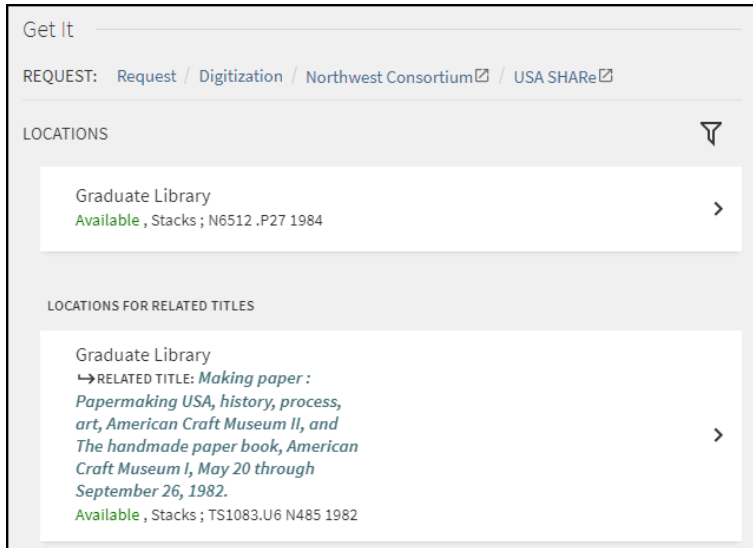 Get It
REQUEST: Request / Digitization / Northwest Consortium / USA SHARe
LOCATIONS
Graduate Library
Available , Stacks ; N6512 .P27 1984
LOCATIONS FOR RELATED TITLES
Graduate Library
↳RELATED TITLE: Making paper :
Papermaking USA, history, process,
art, American Craft Museum II, and
The handmade paper book, American
Craft Museum I, May 20 through
September 26, 1982.
Available , Stacks ; TS1083.U6 N485 1982